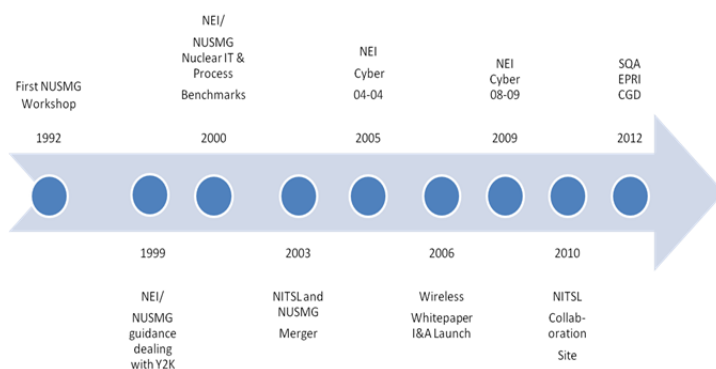 First NUSMG
Workshop
1992
NEI/
NUSMG
Nuclear IT &
Process
Benchmarks
2000
NEI
Cyber
04-04
2005
NEI
Cyber
08-09
2009
SQA
EPRI
CGD
2012
1999
NEI/
NUSMG
guidance
dealing
with Y2K
2003
NITSL and
NUSMG
Merger
2006
Wireless
Whitepaper
I&A Launch
2010
NITSL
Collab-
oration
Site